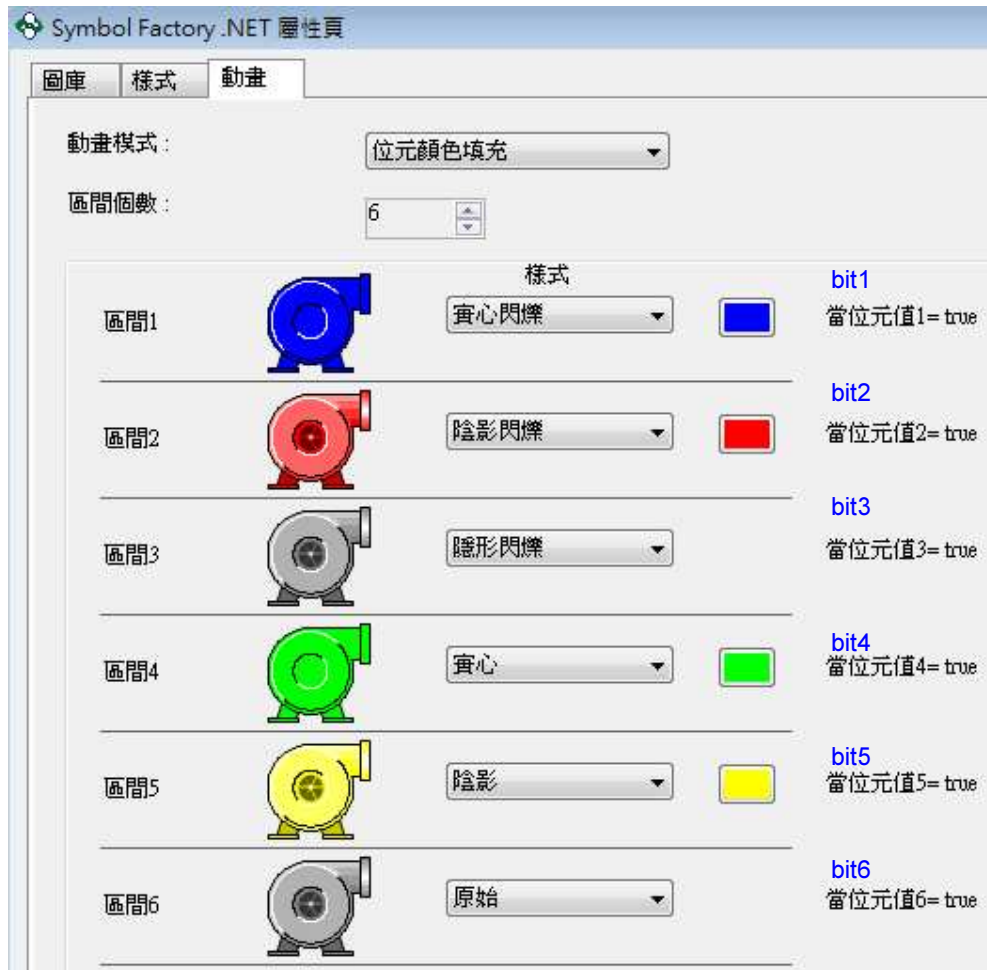 Symbol Factory .NET 屬性頁
圖庫 樣式 動畫
動畫模式 : 位元顏色填充
區間個數 : 6
樣式
bit1
區間1 實心閃爍 當位元值1= true
bit2
區間2 陰影閃爍 當位元值2= true
bit3
區間3 隱形閃爍 當位元值3= true
bit4
區間4 實心 當位元值4= true
bit5
區間5 陰影 當位元值5= true
bit6
區間6 原始 當位元值6= true